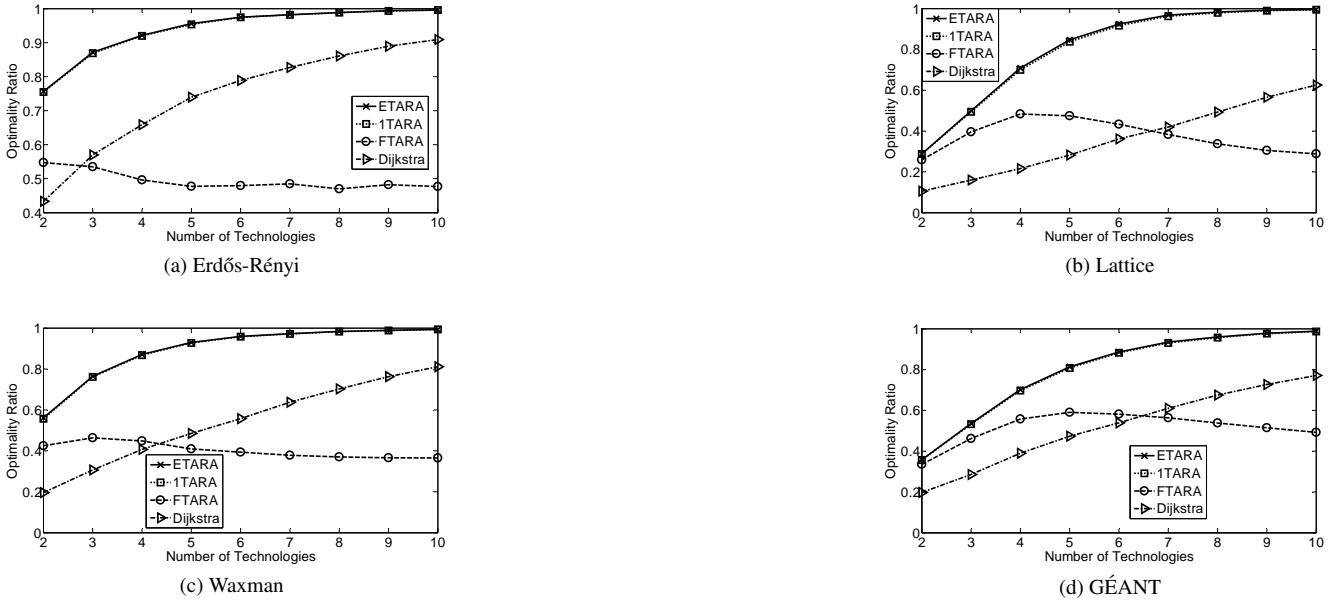 1
0.9
0.8
0.7
0.6
0.5
0.4
Optimality Ratio
2 3 4 5 6 7 8 9 10
Number of Technologies
ETARA
1TARA
FTARA
Dijkstra
(a) Erdős-Rényi
1
0.8
0.6
0.4
0.2
0
Optimality Ratio
2 3 4 5 6 7 8 9 10
Number of Technologies
ETARA
1TARA
FTARA
Dijkstra
(b) Lattice
1
0.8
0.6
0.4
0.2
0
Optimality Ratio
2 3 4 5 6 7 8 9 10
Number of Technologies
ETARA
1TARA
FTARA
Dijkstra
(c) Waxman
1
0.8
0.6
0.4
0.2
0
Optimality Ratio
2 3 4 5 6 7 8 9 10
Number of Technologies
ETARA
1TARA
FTARA
Dijkstra
(d) GÉANT